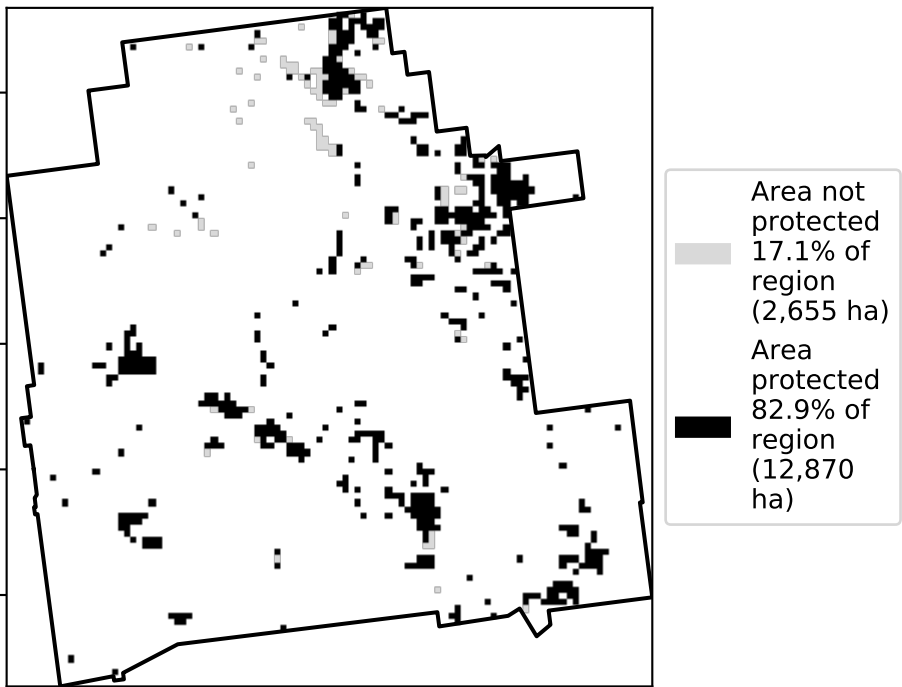 Area not
protected
17.1% of
region
(2,655 ha)
Area
protected
82.9% of
region
(12,870
ha)